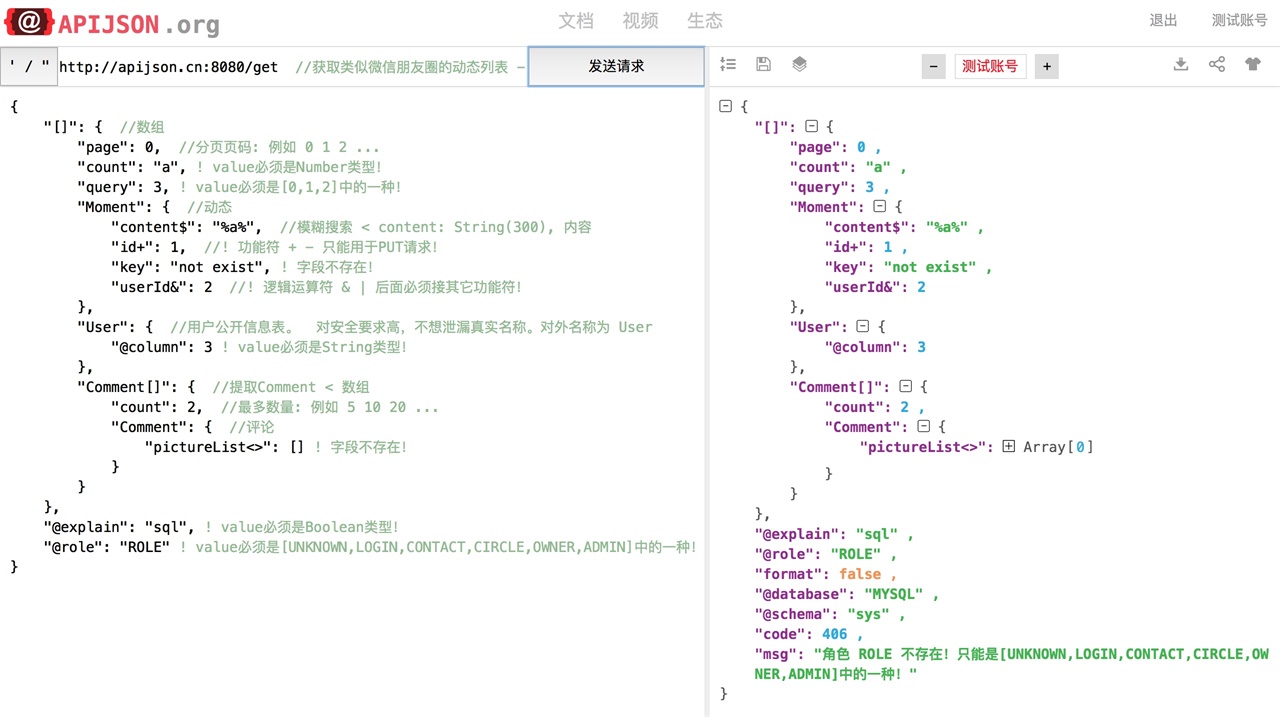 @ APIJSON.org
文档 视频 生态
退出 测试账号
' / " http://apijson.cn:8080/get //获取类似微信朋友圈的动态列表 -
发送请求
- 测试账号 +
{
"[]": { //数组
"page": 0, //分页页码: 例如 0 1 2 ...
"count": "a", ! value必须是Number类型!
"query": 3, ! value必须是[0,1,2]中的一种!
"Moment": { //动态
"content$": "%a%", //模糊搜索 < content: String(300), 内容
"id+": 1, //! 功能符 + - 只能用于PUT请求!
"key": "not exist", ! 字段不存在!
"userId&": 2 //! 逻辑运算符 & | 后面必须接其它功能符!
},
"User": { //用户公开信息表。 对安全要求高，不想泄漏真实名称。对外名称为 User
"@column": 3 ! value必须是String类型!
},
"Comment[]": { //提取Comment < 数组
"count": 2, //最多数量: 例如 5 10 20 ...
"Comment": { //评论
"pictureList<>": [] ! 字段不存在!
}
}
},
"@explain": "sql", ! value必须是Boolean类型!
"@role": "ROLE" ! value必须是[UNKNOWN,LOGIN,CONTACT,CIRCLE,OWNER,ADMIN]中的一种!
}
{
"[]": {
"page": 0 ,
"count": "a" ,
"query": 3 ,
"Moment": {
"content$": "%a%" ,
"id+": 1 ,
"key": "not exist" ,
"userId&": 2
},
"User": {
"@column": 3
},
"Comment[]": {
"count": 2 ,
"Comment": {
"pictureList<>": Array[0]
}
}
},
"@explain": "sql" ,
"@role": "ROLE" ,
"format": false ,
"@database": "MYSQL" ,
"@schema": "sys" ,
"code": 406 ,
"msg": "角色 ROLE 不存在！只能是[UNKNOWN,LOGIN,CONTACT,CIRCLE,OW
NER,ADMIN]中的一种！"
}